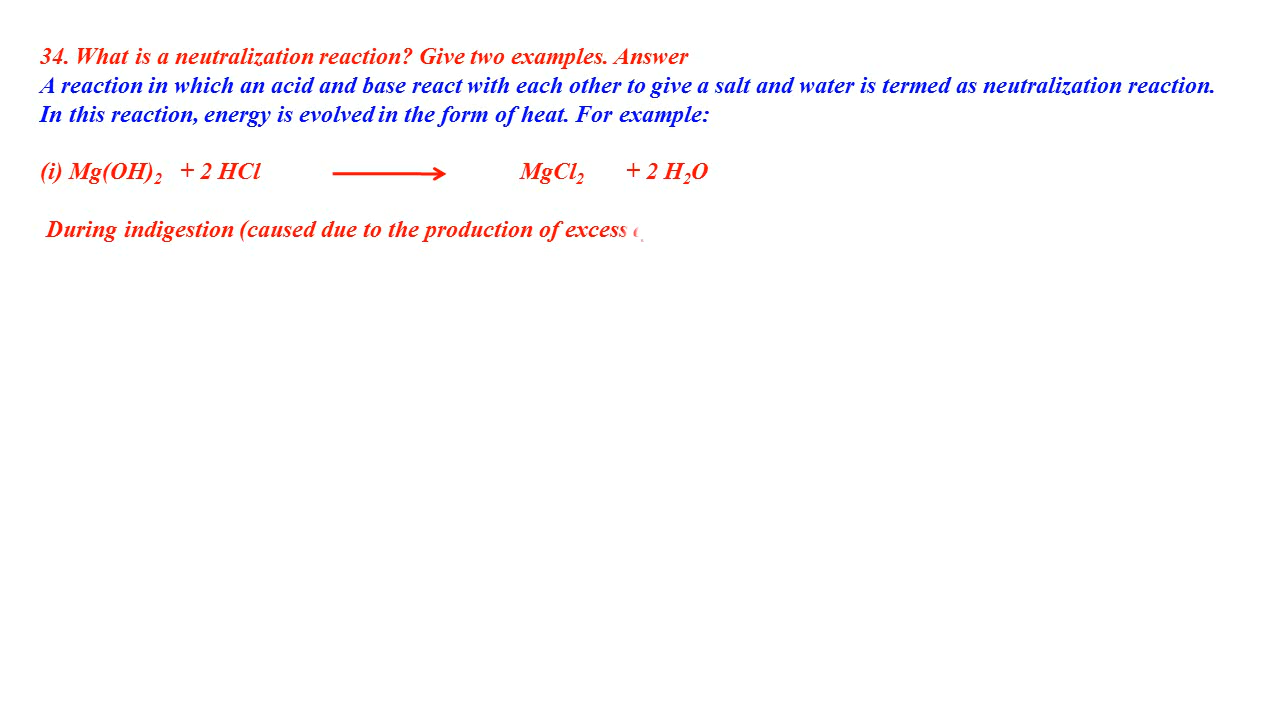 34. What is a neutralization reaction? Give two examples. Answer
A reaction in which an acid and base react with each other to give a salt and water is termed as neutralization reaction.
In this reaction, energy is evolved in the form of heat. For example:
(i) Mg(OH)₂ + 2 HCl ⟶ MgCl₂ + 2 H₂O
During indigestion (caused due to the production of excess